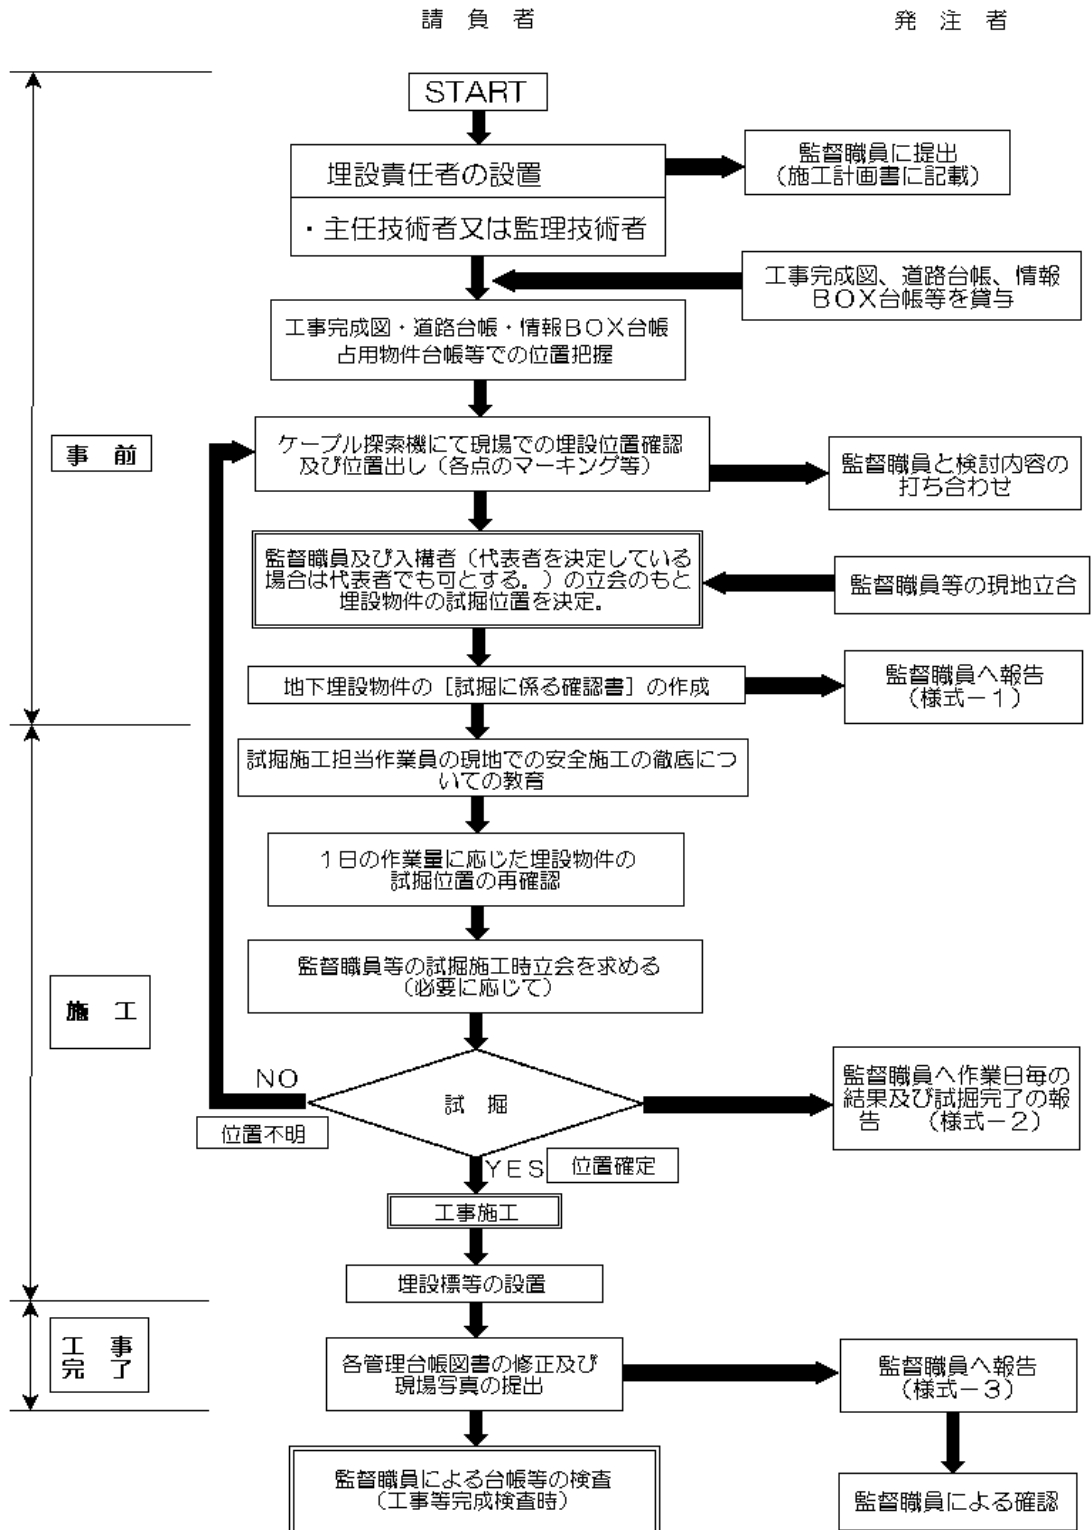 請 負 者
発 注 者
START
埋設責任者の設置
・主任技術者又は監理技術者
監督職員に提出
(施工計画書に記載)
工事完成図、道路台帳、情報
BOX台帳等を貸与
工事完成図・道路台帳・情報BOX台帳
占用物件台帳等での位置把握
事 前
ケーブル探索機にて現場での埋設位置確認
及び位置出し(各点のマーキング等)
監督職員と検討内容の
打ち合わせ
監督職員及び入構者(代表者を決定している
場合は代表者でも可とする。)の立会のもと
埋設物件の試掘位置を決定。
監督職員等の現地立合
地下埋設物件の[試掘に係る確認書]の作成
監督職員へ報告
(様式-1)
試掘施工担当作業員の現地での安全施工の徹底につ
いての教育
1日の作業量に応じた埋設物件の
試掘位置の再確認
監督職員等の試掘施工時立会を求める
(必要に応じて)
施 工
NO
位置不明
試 掘
監督職員へ作業日毎の
結果及び試掘完了の報
告 (様式-2)
YES
位置確定
工事施工
埋設標等の設置
工 事
完 了
各管理台帳図書の修正及び
現場写真の提出
監督職員へ報告
(様式-3)
監督職員による台帳等の検査
(工事等完成検査時)
監督職員による確認